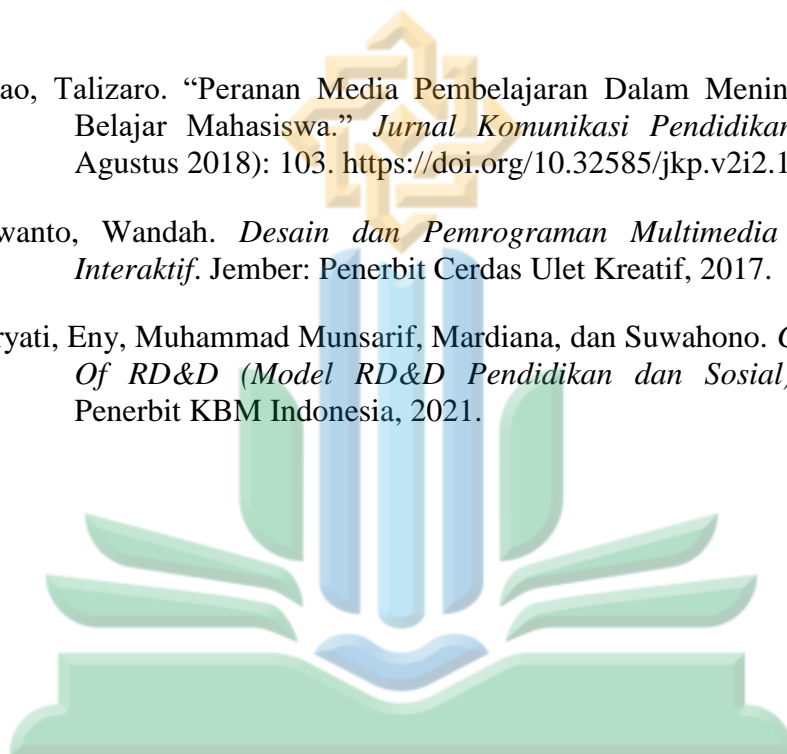 ao, Talizaro. “Peranan Media Pembelajaran Dalam Menin
Belajar Mahasiswa.” Jurnal Komunikasi Pendidikan
Agustus 2018): 103. https://doi.org/10.32585/jkp.v2i2.1
wanto, Wandah. Desain dan Pemrograman Multimedia
Interaktif. Jember: Penerbit Cerdas Ulet Kreatif, 2017.
ryati, Eny, Muhammad Munsarif, Mardiana, dan Suwahono.
Of RD&D (Model RD&D Pendidikan dan Sosial)
Penerbit KBM Indonesia, 2021.